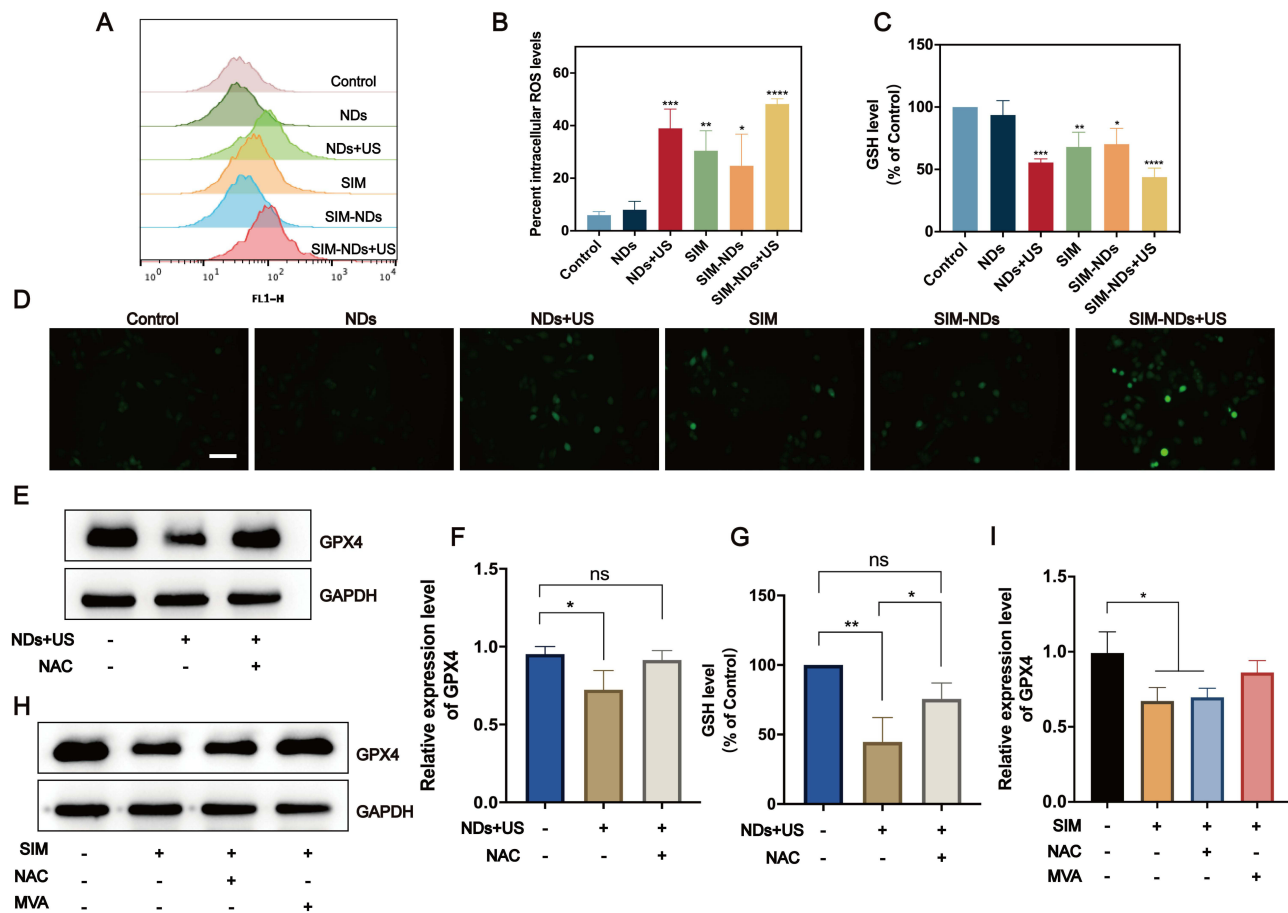 A
Control
NDs
NDs+US
SIM
SIM-NDs
SIM-NDs+US
10^0 10^1 10^2 10^3 10^4
FL1-H
B
Percent intracellular ROS levels
60
40
20
0
*** ** * ****
Control NDs NDs+US SIM SIM-NDs SIM-NDs+US
C
GSH level
(% of Control)
150
100
50
0
*** ** * ****
Control NDs NDs+US SIM SIM-NDs SIM-NDs+US
D
Control NDs NDs+US SIM SIM-NDs SIM-NDs+US
E
GPX4
GAPDH
NDs+US - + +
NAC - - +
F
Relative expression level
of GPX4
1.5
1.0
0.5
0.0
ns
*
NDs+US - + +
NAC - - +
G
GSH level
(% of Control)
150
100
50
0
ns
*
**
NDs+US - + +
NAC - - +
H
GPX4
GAPDH
SIM - + + +
NAC - - + -
MVA - - - +
I
Relative expression level
of GPX4
1.5
1.0
0.5
0.0
*
SIM - + + +
NAC - - + -
MVA - - - +